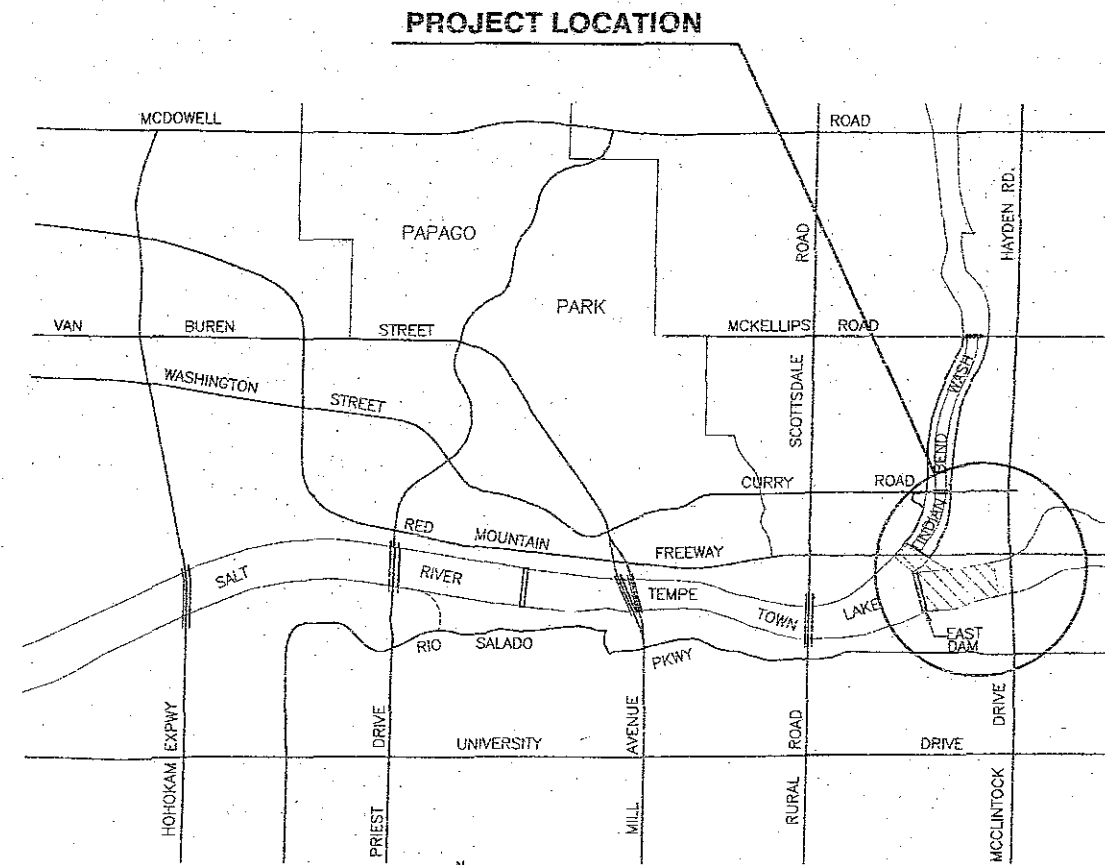 PROJECT LOCATION
MCDOWELL
ROAD
HAYDEN RD.
PAPAGO
PARK
ROAD
VAN BUREN STREET
MCKELLIPS ROAD
WASHINGTON STREET
SCOTTSDALE
INDIAN BEND WASH
CURRY ROAD
RED MOUNTAIN FREEWAY
SALT RIVER
TEMPE TOWN LAKE
EAST
DAM
RIO SALADO PKWY
HOHOKAM EXPWY
PRIEST DRIVE
UNIVERSITY DRIVE
MILL AVENUE
RURAL ROAD
MCCLINTOCK DRIVE
N